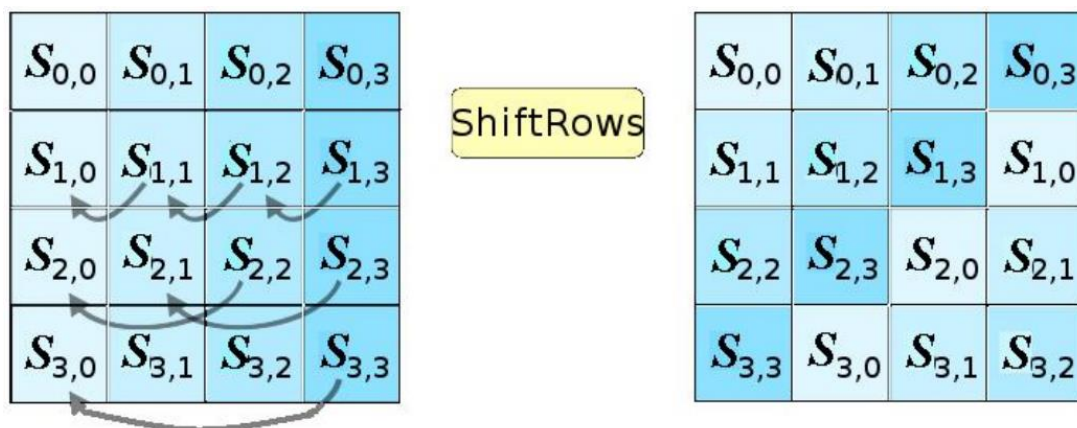 S0,0 S0,1 S0,2 S0,3
S1,0 S1,1 S1,2 S1,3
S2,0 S2,1 S2,2 S2,3
S3,0 S3,1 S3,2 S3,3
ShiftRows
S0,0 S0,1 S0,2 S0,3
S1,1 S1,2 S1,3 S1,0
S2,2 S2,3 S2,0 S2,1
S3,3 S3,0 S3,1 S3,2